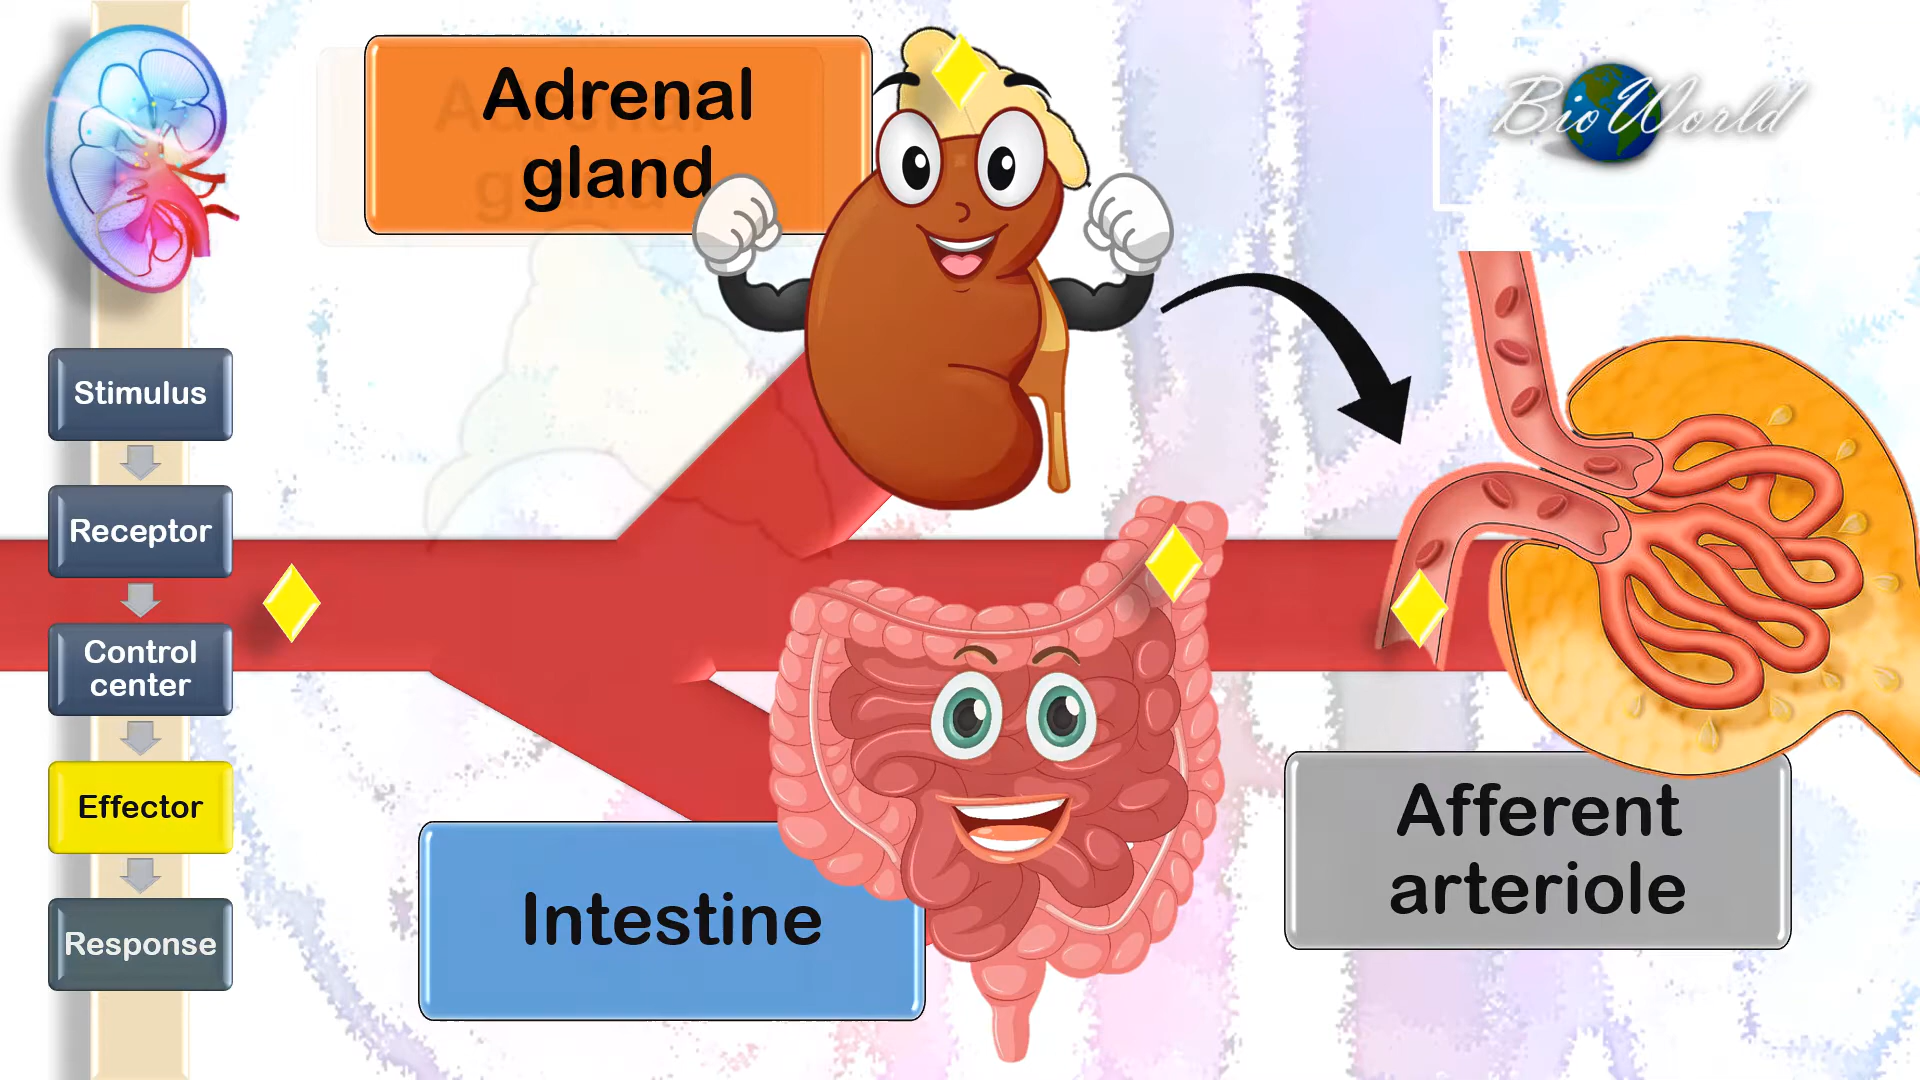 Adrenal
gland
BioWorld
Stimulus
Receptor
Control
center
Effector
Response
Intestine
Afferent
arteriole